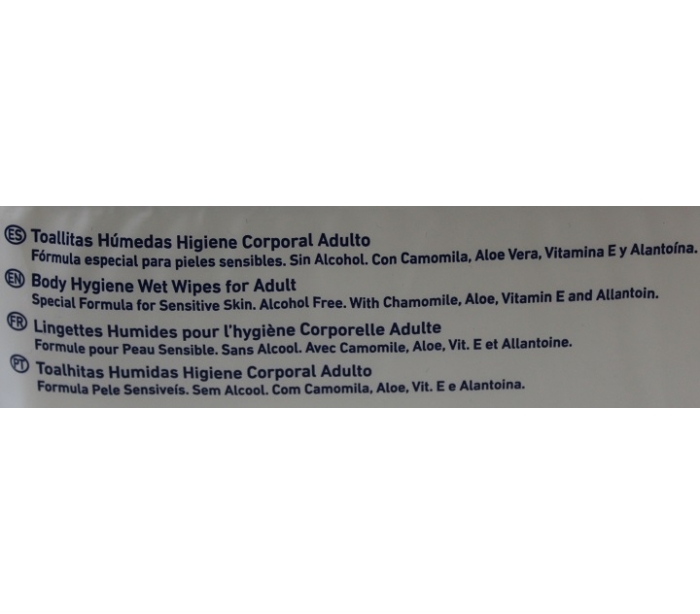 ES Toallitas Húmedas Higiene Corporal Adulto
Fórmula especial para pieles sensibles. Sin Alcohol. Con Camomila, Aloe Vera, Vitamina E y Alantoína.
EN Body Hygiene Wet Wipes for Adult
Special Formula for Sensitive Skin. Alcohol Free. With Chamomile, Aloe, Vitamin E and Allantoin.
FR Lingettes Humides pour l'hygiène Corporelle Adulte
Formule pour Peau Sensible. Sans Alcool. Avec Camomile, Aloe, Vit. E et Allantoine.
PT Toalhitas Humidas Higiene Corporal Adulto
Formula Pele Sensiveís. Sem Alcool. Com Camomila, Aloe, Vit. E e Alantoina.